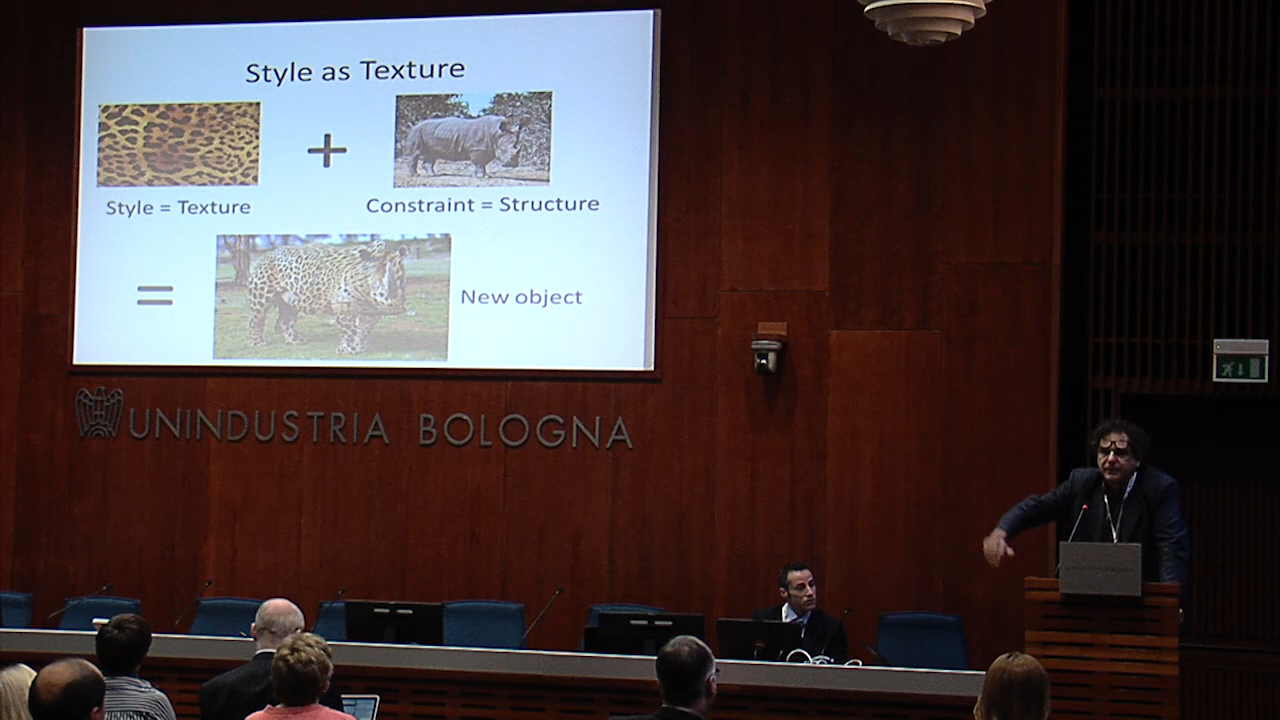 Style as Texture
+
Style = Texture
Constraint = Structure
=
New object
UNINDUSTRIA BOLOGNA